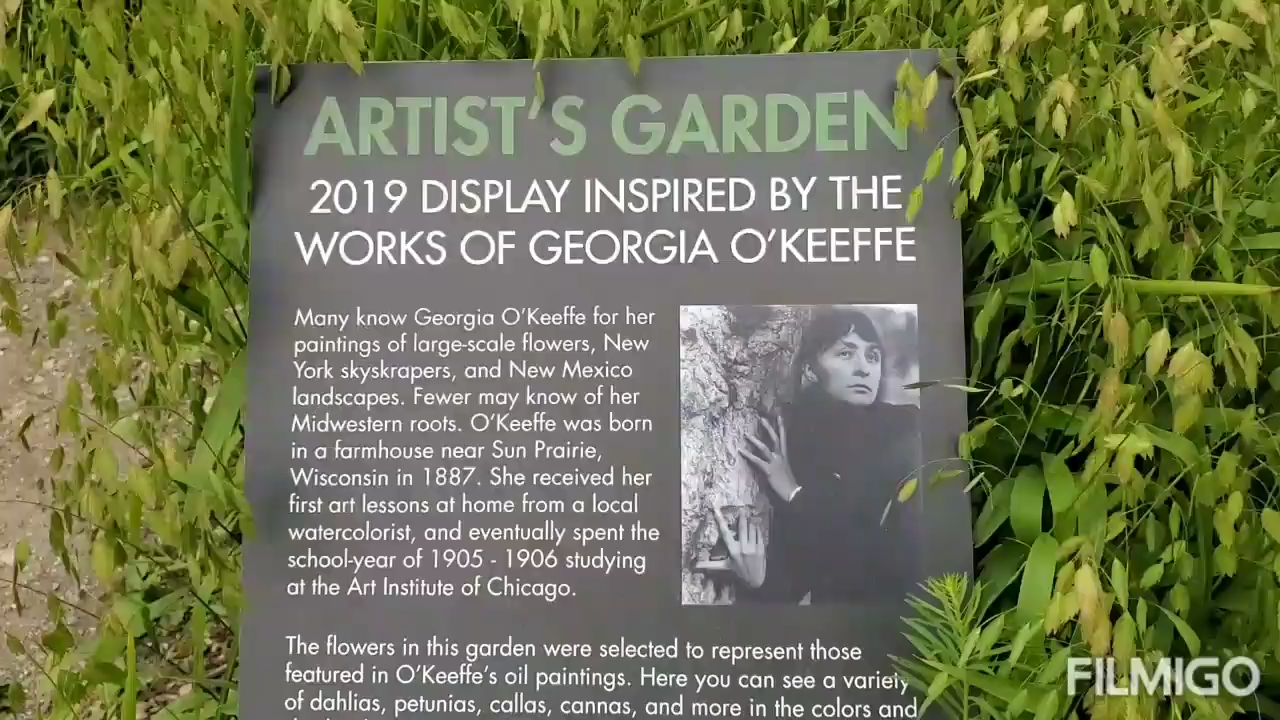 ARTIST'S GARDEN
2019 DISPLAY INSPIRED BY THE
WORKS OF GEORGIA O'KEEFFE
Many know Georgia O'Keeffe for her
paintings of large-scale flowers, New
York skyskrapers, and New Mexico
landscapes. Fewer may know of her
Midwestern roots. O'Keeffe was born
in a farmhouse near Sun Prairie,
Wisconsin in 1887. She received her
first art lessons at home from a local
watercolorist, and eventually spent the
school-year of 1905 - 1906 studying
at the Art Institute of Chicago.
The flowers in this garden were selected to represent those
featured in O'Keeffe's oil paintings. Here you can see a variety
of dahlias, petunias, callas, cannas, and more in the colors and
FILMIGO